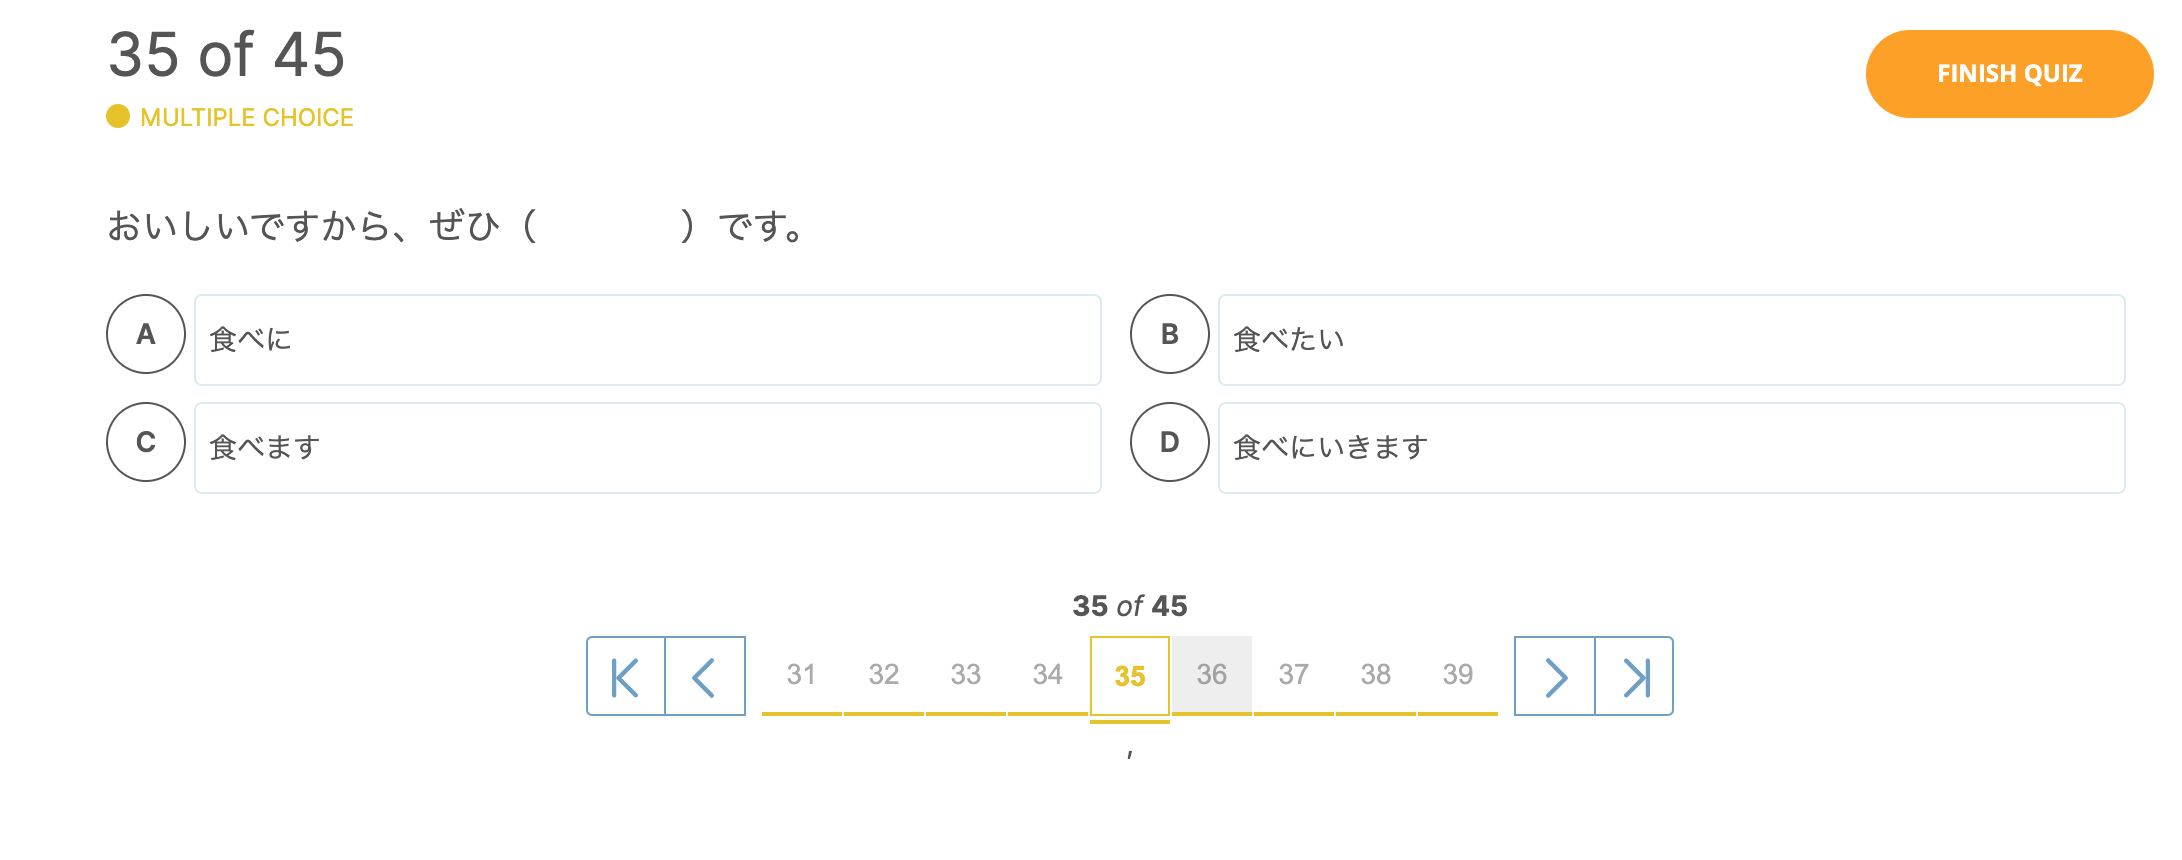 35 of 45
FINISH QUIZ
MULTIPLE CHOICE
おいしいですから、ぜひ（　　　　）です。
A 食べに
B 食べたい
C 食べます
D 食べにいきます
35 of 45
31 32 33 34 35 36 37 38 39
,